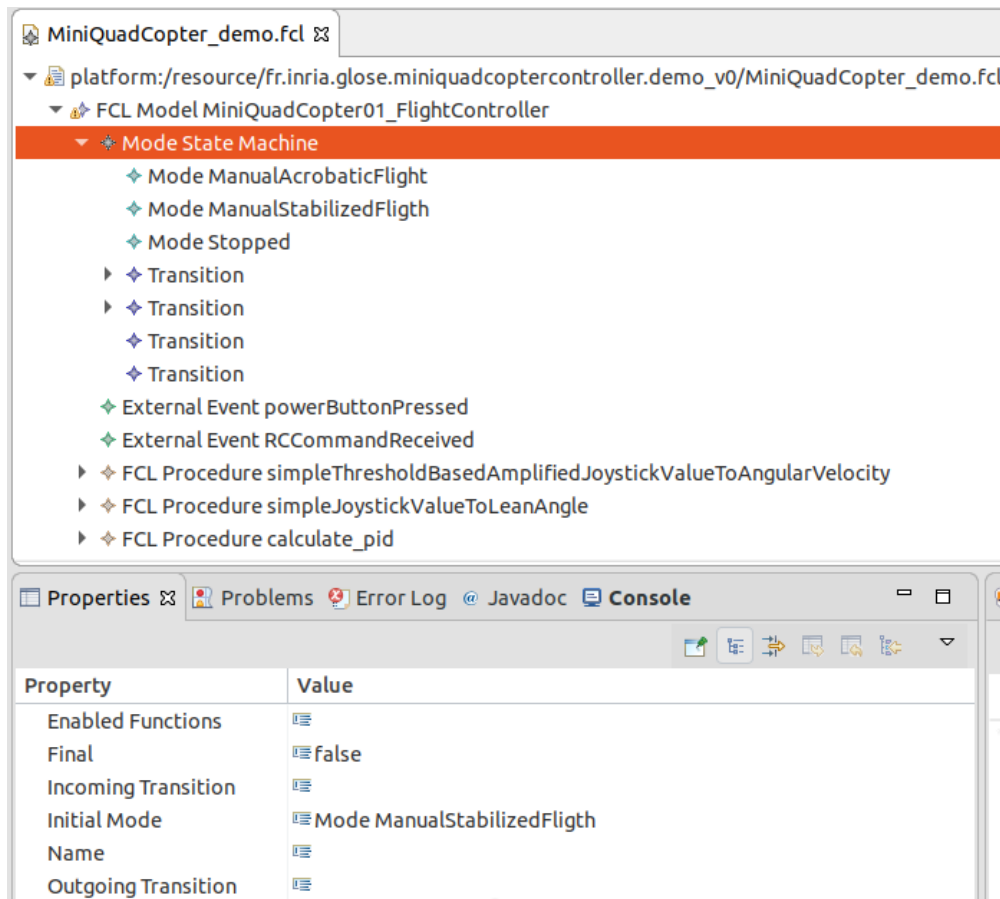 MiniQuadCopter_demo.fcl
platform:/resource/fr.inria.glose.miniquadcoptercontroller.demo_v0/MiniQuadCopter_demo.fcl
FCL Model MiniQuadCopter01_FlightController
Mode State Machine
Mode ManualAcrobaticFlight
Mode ManualStabilizedFligth
Mode Stopped
Transition
Transition
Transition
Transition
External Event powerButtonPressed
External Event RCCommandReceived
FCL Procedure simpleThresholdBasedAmplifiedJoystickValueToAngularVelocity
FCL Procedure simpleJoystickValueToLeanAngle
FCL Procedure calculate_pid
Properties Problems Error Log @ Javadoc Console
Property Value
Enabled Functions
Final false
Incoming Transition
Initial Mode Mode ManualStabilizedFligth
Name
Outgoing Transition